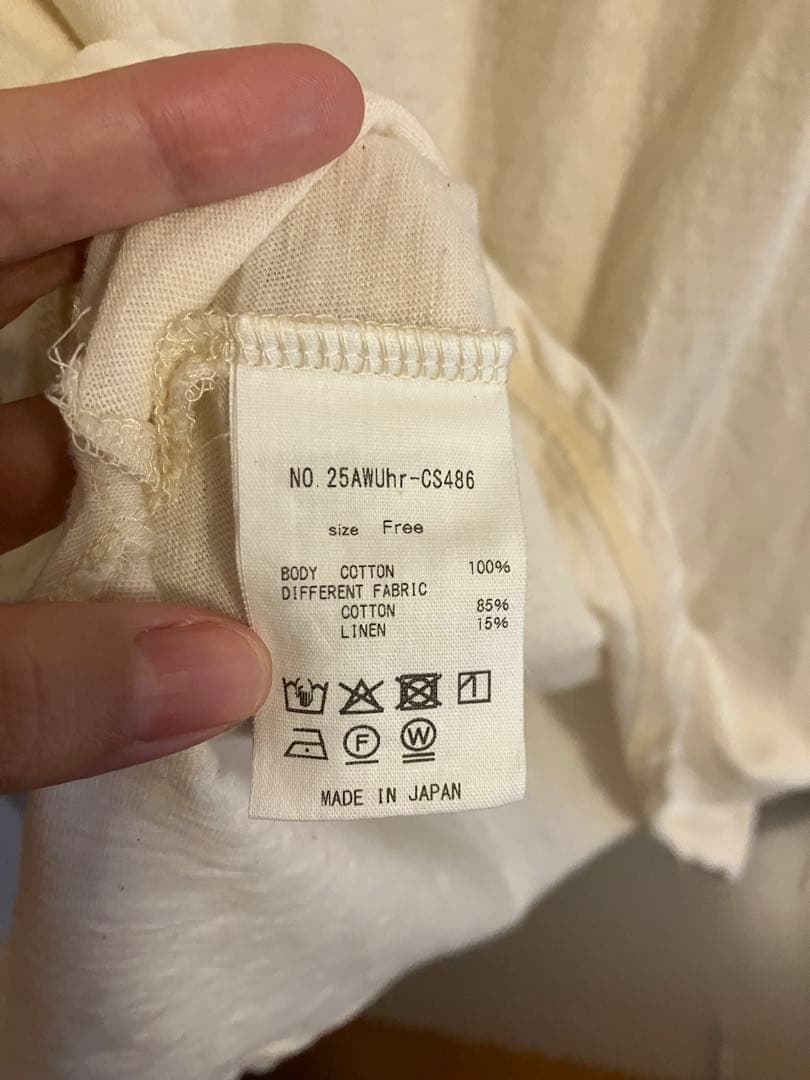 NO. 25AWUhr-CS486
size Free
BODY COTTON 100%
DIFFERENT FABRIC
COTTON 85%
LINEN 15%
F W
MADE IN JAPAN